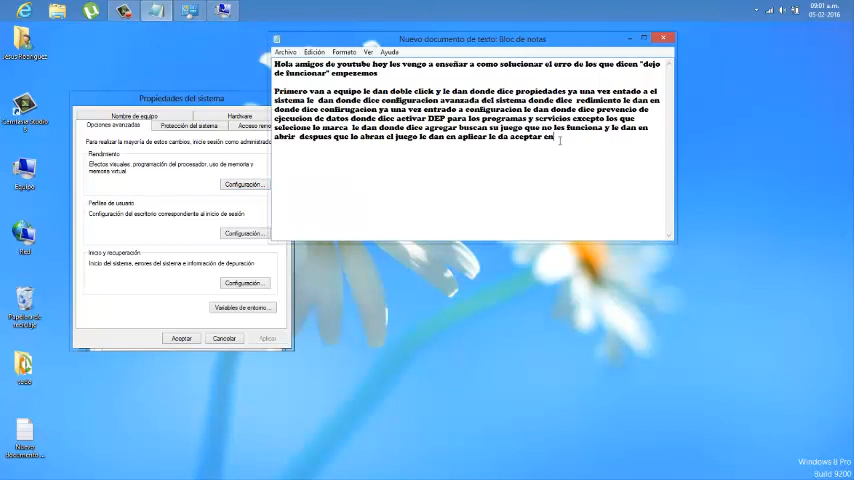 09:01 a.m.
05-02-2016
Jesus Rodriguez
Camtasia Studio
8
Equipo
Red
Papelera de
reciclaje
Nuevo
documento ...
Propiedades del sistema
Nombre de equipo
Hardware
Opciones avanzadas
Protección del sistema
Acceso remo
Para realizar la mayoría de estos cambios, inicie sesión como administrado
Rendimiento
Efectos visuales, programación del procesador, uso de memoria y
memoria virtual
Configuración...
Perfiles de usuario
Configuración del escritorio correspondiente al inicio de sesión
Configuración...
Inicio y recuperación
Inicio del sistema, errores del sistema e información de depuración
Configuración...
Variables de entorno...
Aceptar
Cancelar
Aplicar
Nuevo documento de texto: Bloc de notas
Archivo Edición Formato Ver Ayuda
Hola amigos de youtube hoy les vengo a enseñar a como solucionar el erro de los que dicen "dejo
de funcionar" empezemos
Primero van a equipo le dan doble click y le dan donde dice propiedades ya una vez entado a el
sistema le dan donde dice configuracion avanzada del sistema donde dice redimiento le dan en
donde dice confirugacion ya una vez entrado a configuracion le dan donde dice prevencio de
ejecucion de datos donde dice activar DEP para los programas y servicios excepto los que
selecione lo marca le dan donde dice agregar buscan su juego que no les funciona y le dan en
abrir despues que lo abran el juego le dan en aplicar le da aceptar en
Windows 8 Pro
Build 9200